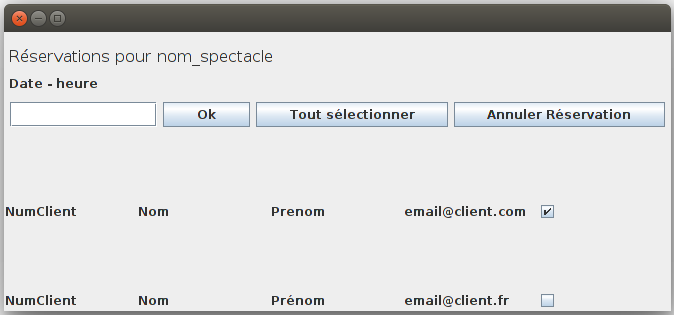 Réservations pour nom_spectacle
Date - heure
Ok Tout sélectionner Annuler Réservation
NumClient Nom Prenom email@client.com
NumClient Nom Prénom email@client.fr